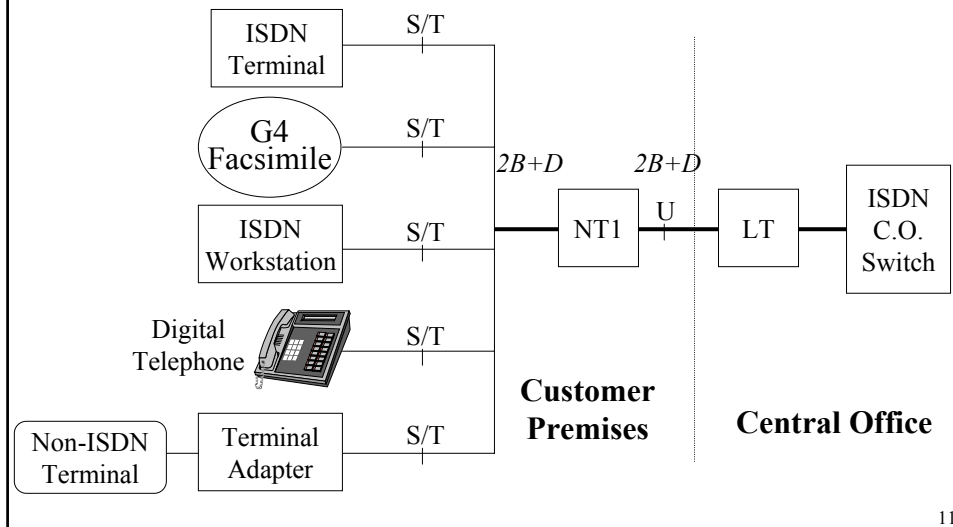 ISDN
Terminal
S/T
G4
Facsimile
S/T
2B+D
2B+D
ISDN
Workstation
S/T
NT1
U
LT
ISDN
C.O.
Switch
Digital
Telephone
S/T
Customer
Premises
Central Office
Non-ISDN
Terminal
Terminal
Adapter
S/T
11